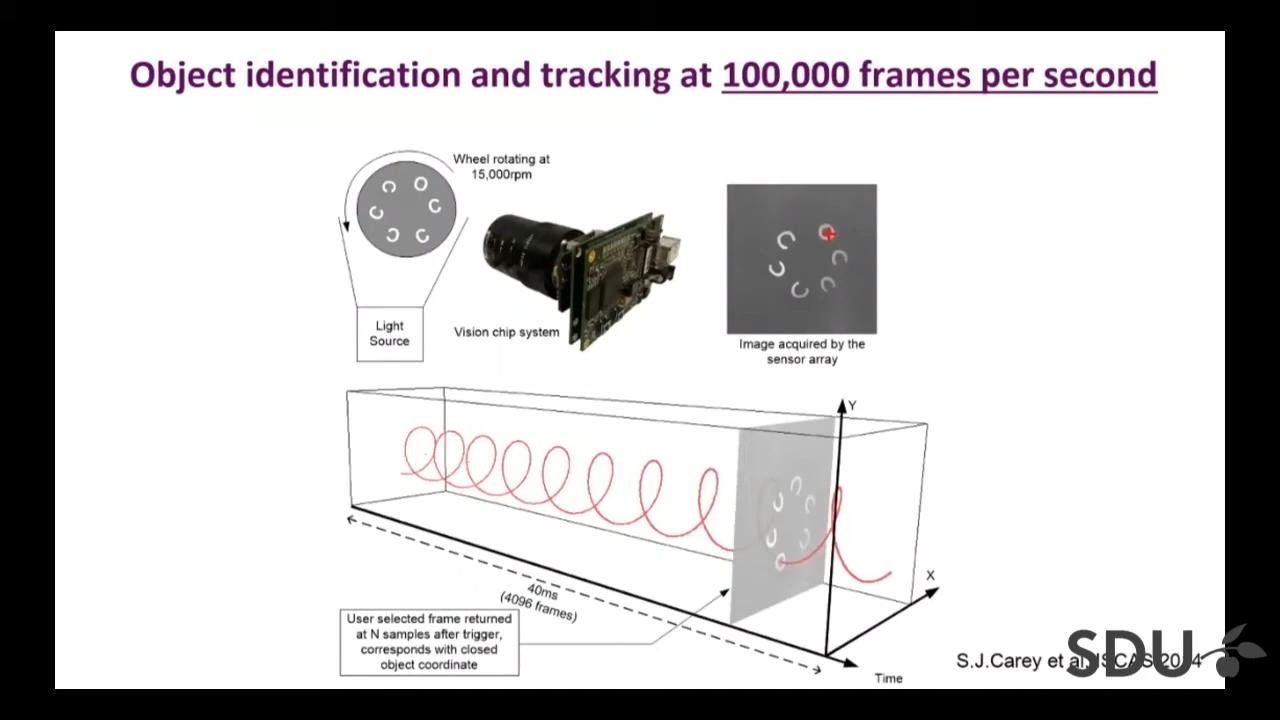 Object identification and tracking at 100,000 frames per second
Wheel rotating at
15,000rpm
Light
Source
Vision chip system
Image acquired by the
sensor array
Y
X
40ms
(4096 frames)
User selected frame returned
at N samples after trigger,
corresponds with closed
object coordinate
Time
S.J.Carey et al, ISCAS 2014
SDU